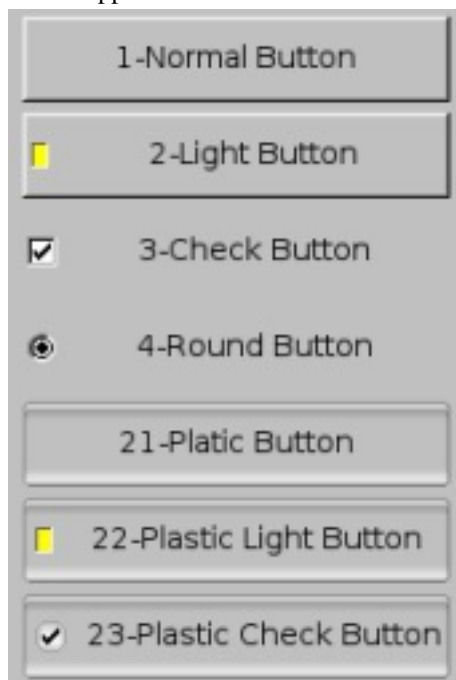 1-Normal Button
2-Light Button
3-Check Button
4-Round Button
21-Platic Button
22-Plastic Light Button
23-Plastic Check Button